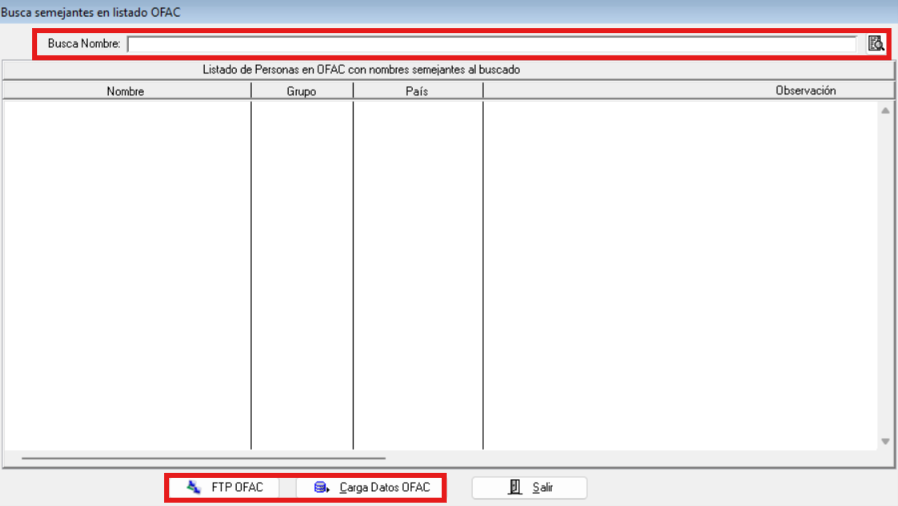 Busca semejantes en listado OFAC
Busca Nombre:
Listado de Personas en OFAC con nombres semejantes al buscado
Nombre Grupo País Observación
FTP OFAC Carga Datos OFAC Salir